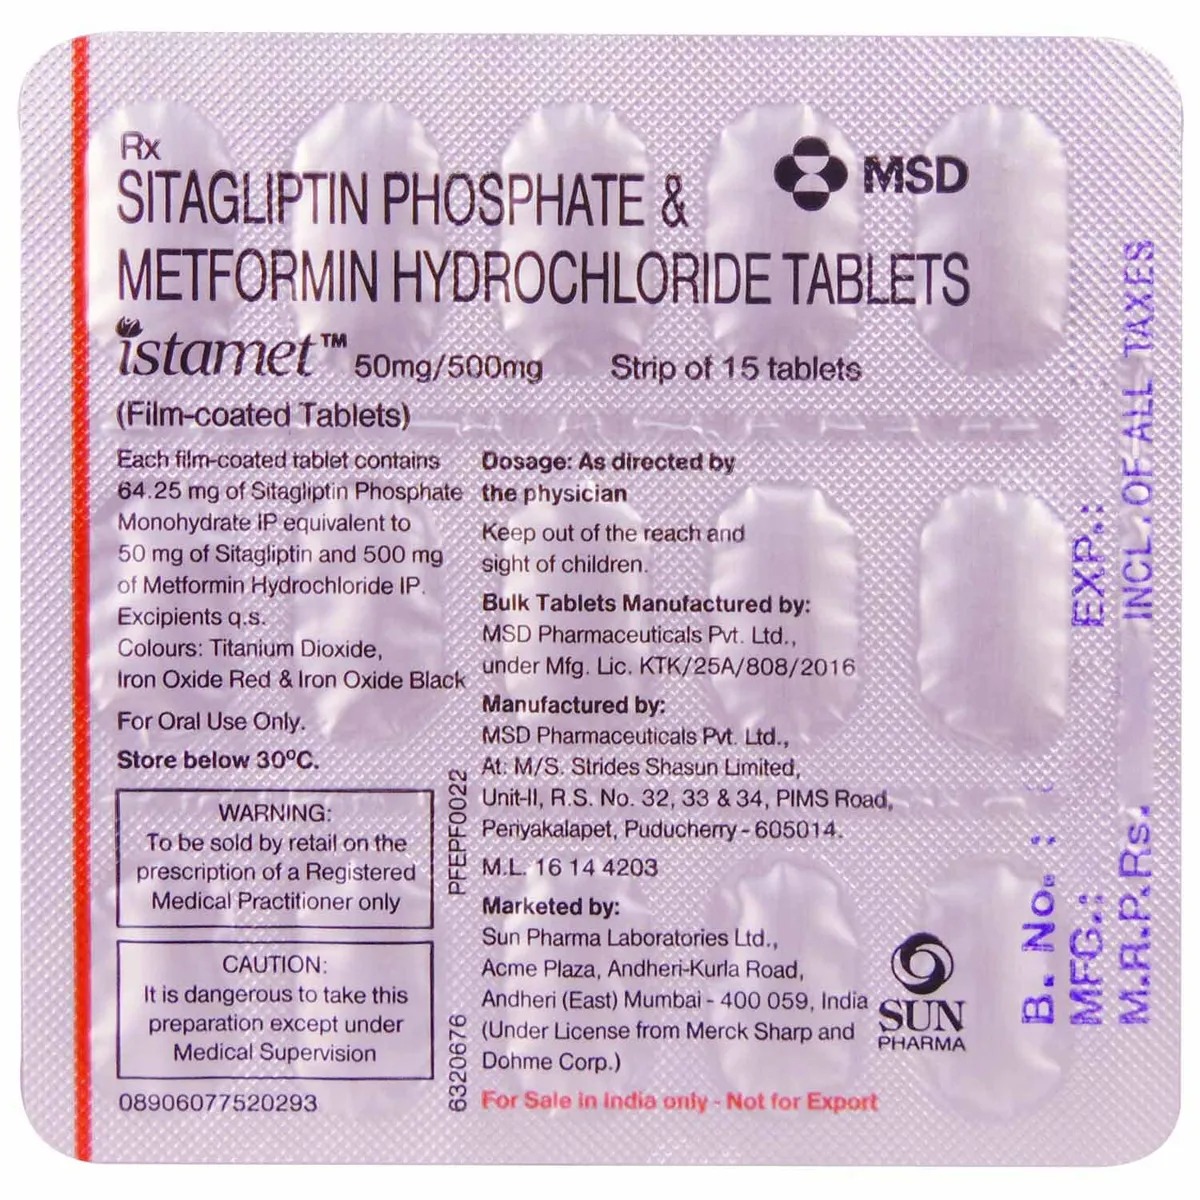 Rx
SITAGLIPTIN PHOSPHATE &
METFORMIN HYDROCHLORIDE TABLETS
MSD
istamet™ 50mg/500mg Strip of 15 tablets
(Film-coated Tablets)
Each film-coated tablet contains
64.25 mg of Sitagliptin Phosphate
Monohydrate IP equivalent to
50 mg of Sitagliptin and 500 mg
of Metformin Hydrochloride IP.
Excipients q.s.
Colours: Titanium Dioxide,
Iron Oxide Red & Iron Oxide Black
For Oral Use Only.
Store below 30ºC.
WARNING:
To be sold by retail on the
prescription of a Registered
Medical Practitioner only
CAUTION:
It is dangerous to take this
preparation except under
Medical Supervision
08906077520293
PFEPF0022
6320676
Dosage: As directed by
the physician
Keep out of the reach and
sight of children.
Bulk Tablets Manufactured by:
MSD Pharmaceuticals Pvt. Ltd.,
under Mfg. Lic. KTK/25A/808/2016
Manufactured by:
MSD Pharmaceuticals Pvt. Ltd.,
At: M/S. Strides Shasun Limited,
Unit-II, R.S. No. 32, 33 & 34, PIMS Road,
Periyakalapet, Puducherry - 605014.
M.L. 16 14 4203
Marketed by:
Sun Pharma Laboratories Ltd.,
Acme Plaza, Andheri-Kurla Road,
Andheri (East) Mumbai - 400 059, India
(Under License from Merck Sharp and
Dohme Corp.)
For Sale in India only - Not for Export
SUN
PHARMA
B. No. :
MFG.: EXP.:
M.R.P.Rs. INCL.OF ALL TAXES